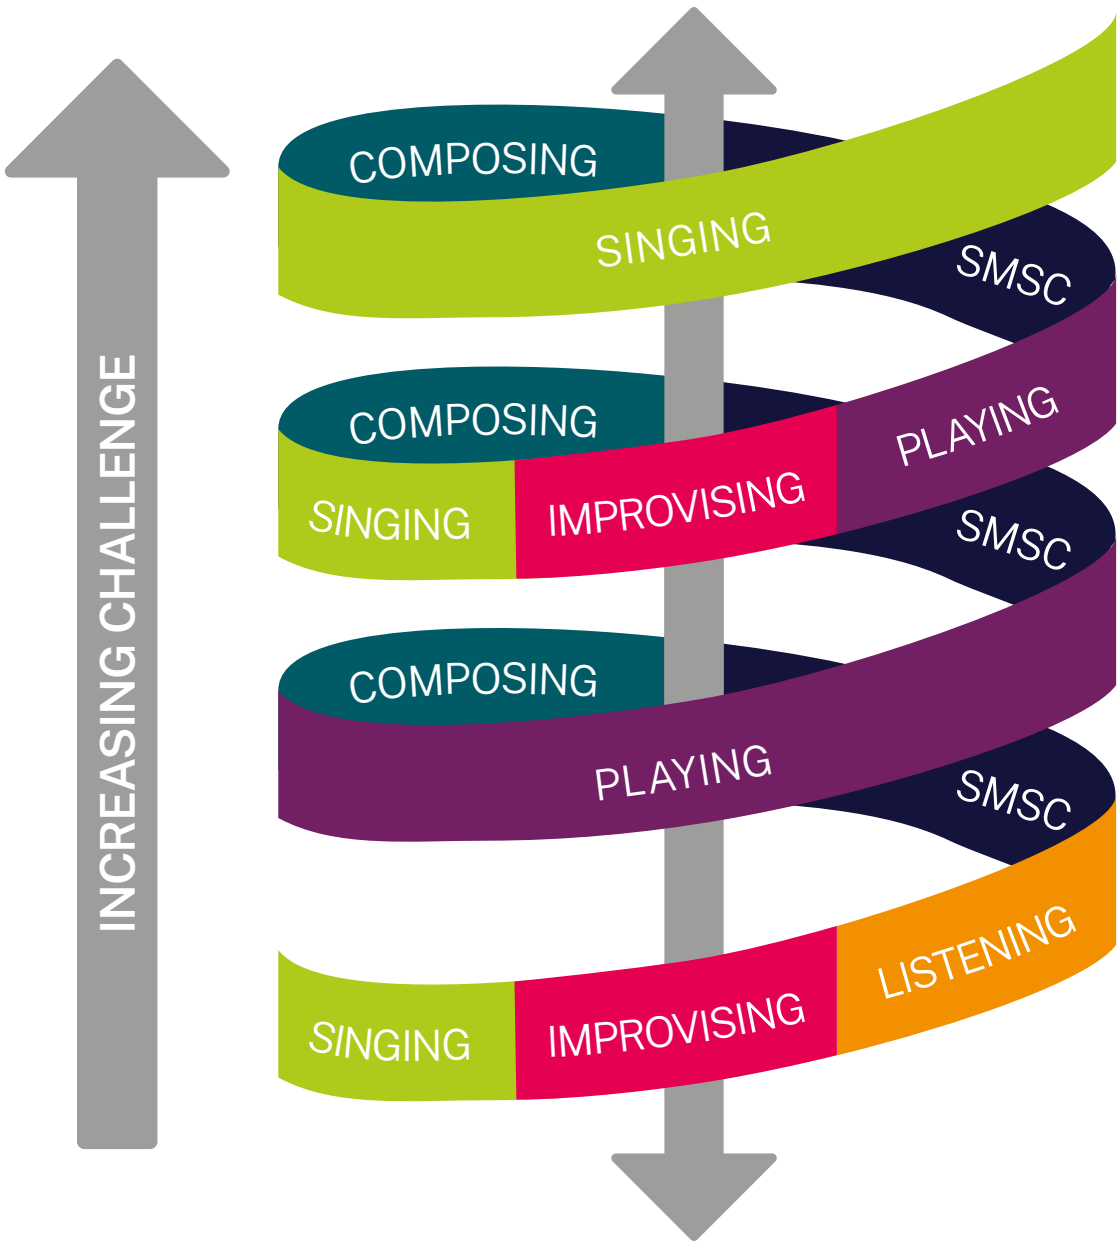 INCREASING CHALLENGE
COMPOSING
SINGING
SMSC
COMPOSING
PLAYING
SINGING
IMPROVISING
SMSC
COMPOSING
PLAYING
SMSC
LISTENING
SINGING
IMPROVISING